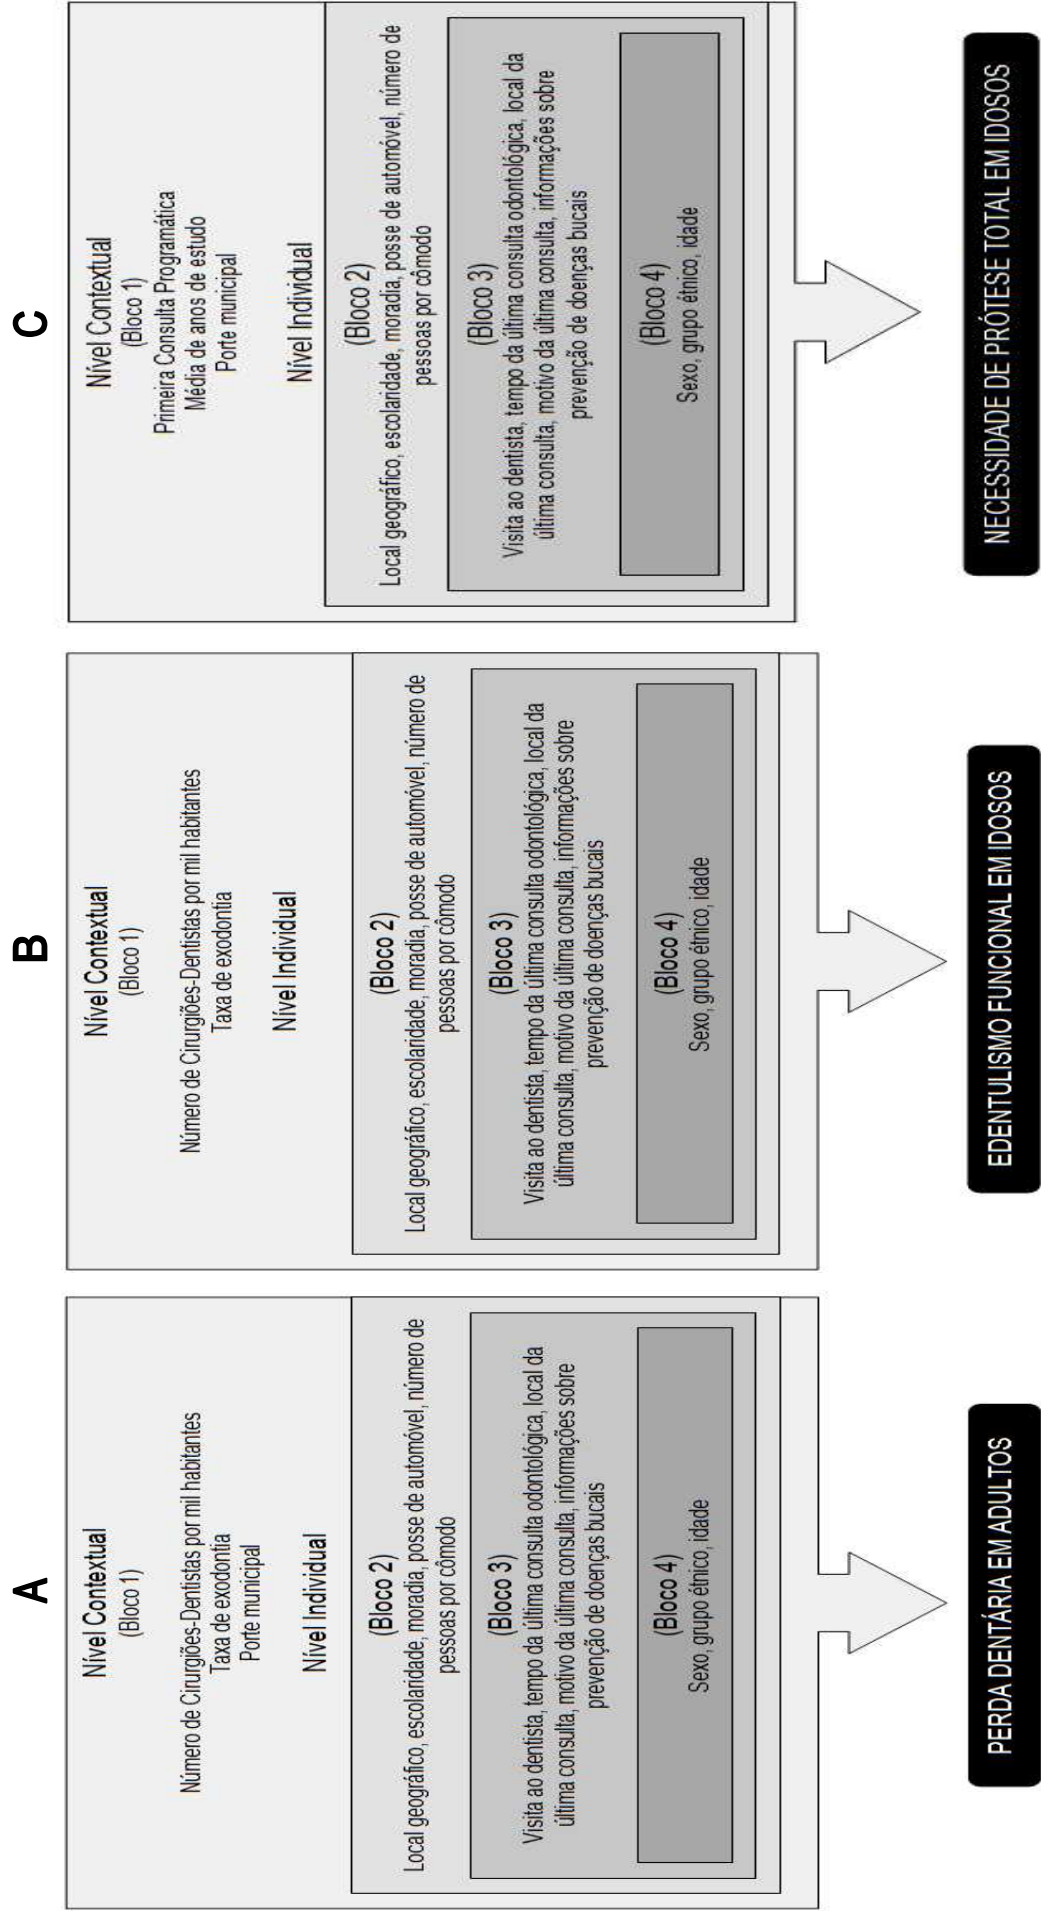 A
Nível Contextual
(Bloco 1)
Número de Cirurgiões-Dentistas por mil habitantes
Taxa de exodontia
Porte municipal
Nível Individual
(Bloco 2)
Local geográfico, escolaridade, moradia, posse de automóvel, número de
pessoas por cômodo
(Bloco 3)
Visita ao dentista, tempo da última consulta odontológica, local da
última consulta, motivo da última consulta, informações sobre
prevenção de doenças bucais
(Bloco 4)
Sexo, grupo étnico, idade
PERDA DENTÁRIA EM ADULTOS
B
Nível Contextual
(Bloco 1)
Número de Cirurgiões-Dentistas por mil habitantes
Taxa de exodontia
Nível Individual
(Bloco 2)
Local geográfico, escolaridade, moradia, posse de automóvel, número de
pessoas por cômodo
(Bloco 3)
Visita ao dentista, tempo da última consulta odontológica, local da
última consulta, motivo da última consulta, informações sobre
prevenção de doenças bucais
(Bloco 4)
Sexo, grupo étnico, idade
EDENTULISMO FUNCIONAL EM IDOSOS
C
Nível Contextual
(Bloco 1)
Primeira Consulta Programática
Média de anos de estudo
Porte municipal
Nível Individual
(Bloco 2)
Local geográfico, escolaridade, moradia, posse de automóvel, número de
pessoas por cômodo
(Bloco 3)
Visita ao dentista, tempo da última consulta odontológica, local da
última consulta, motivo da última consulta, informações sobre
prevenção de doenças bucais
(Bloco 4)
Sexo, grupo étnico, idade
NECESSIDADE DE PRÓTESE TOTAL EM IDOSOS